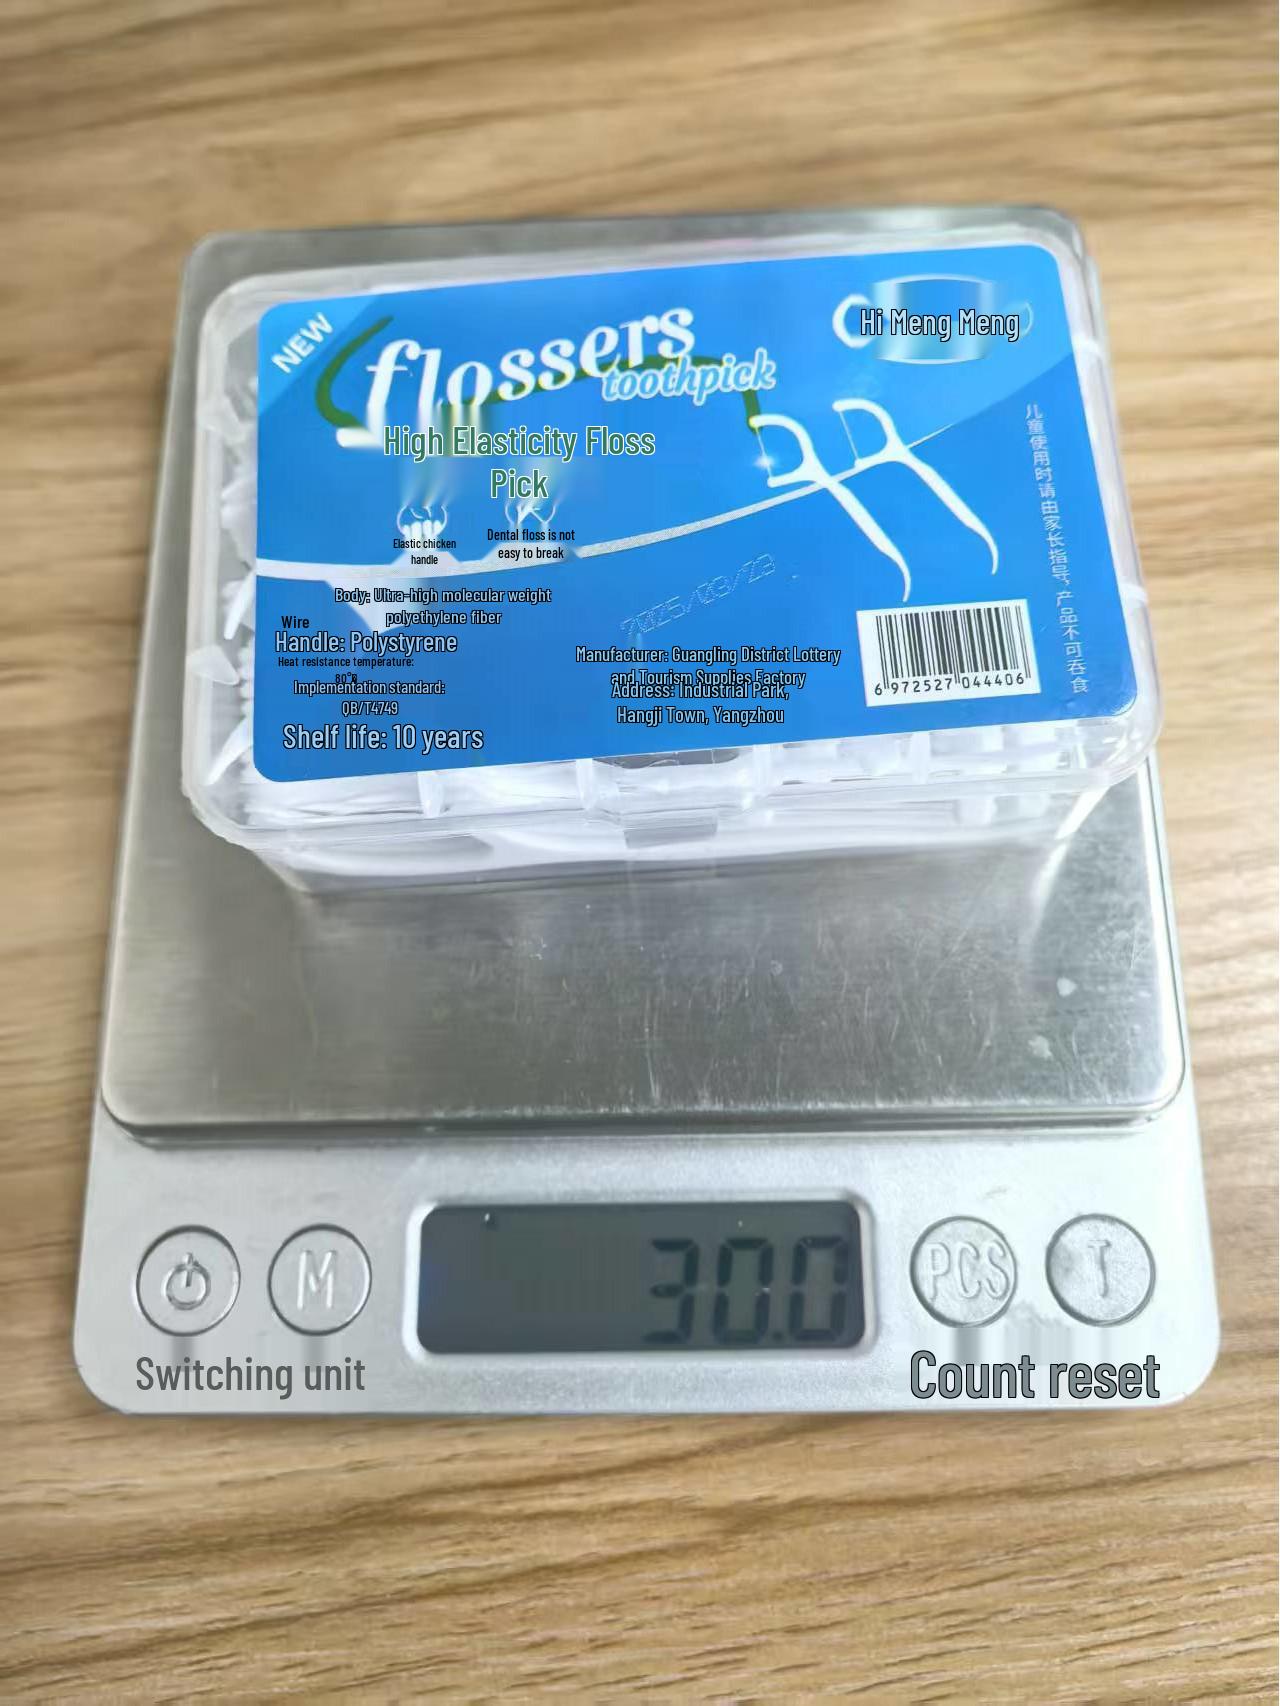 NEW
flossers
toothpick
Hi Meng Meng
High Elasticity Floss
Pick
Elastic chicken
handle
Dental floss is not
easy to break
Body: Ultra-high molecular weight
polyethylene fiber
Wire
Handle: Polystyrene
Heat resistance temperature:
80°
Implementation standard:
QB/T4749
Shelf life: 10 years
2025/03/23
Manufacturer: Guangling District Lottery
and Tourism Supplies Factory
Address: Industrial Park,
Hangji Town, Yangzhou
6 972527 044406
儿童使用时请由家长指导,产品不可吞食
30.0
M
PCS
T
Switching unit
Count reset